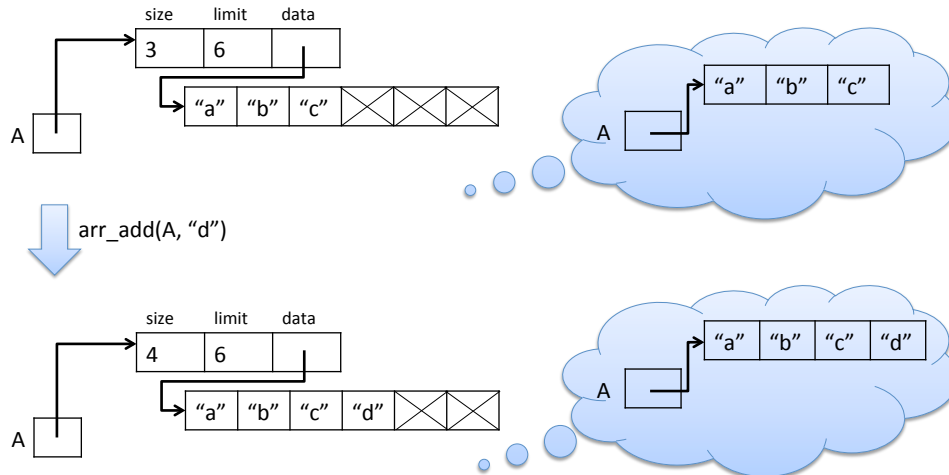 size limit data
3 6
“a” “b” “c”
A
“a” “b” “c”
A
arr_add(A, “d”)
size limit data
4 6
“a” “b” “c” “d”
A
“a” “b” “c” “d”
A